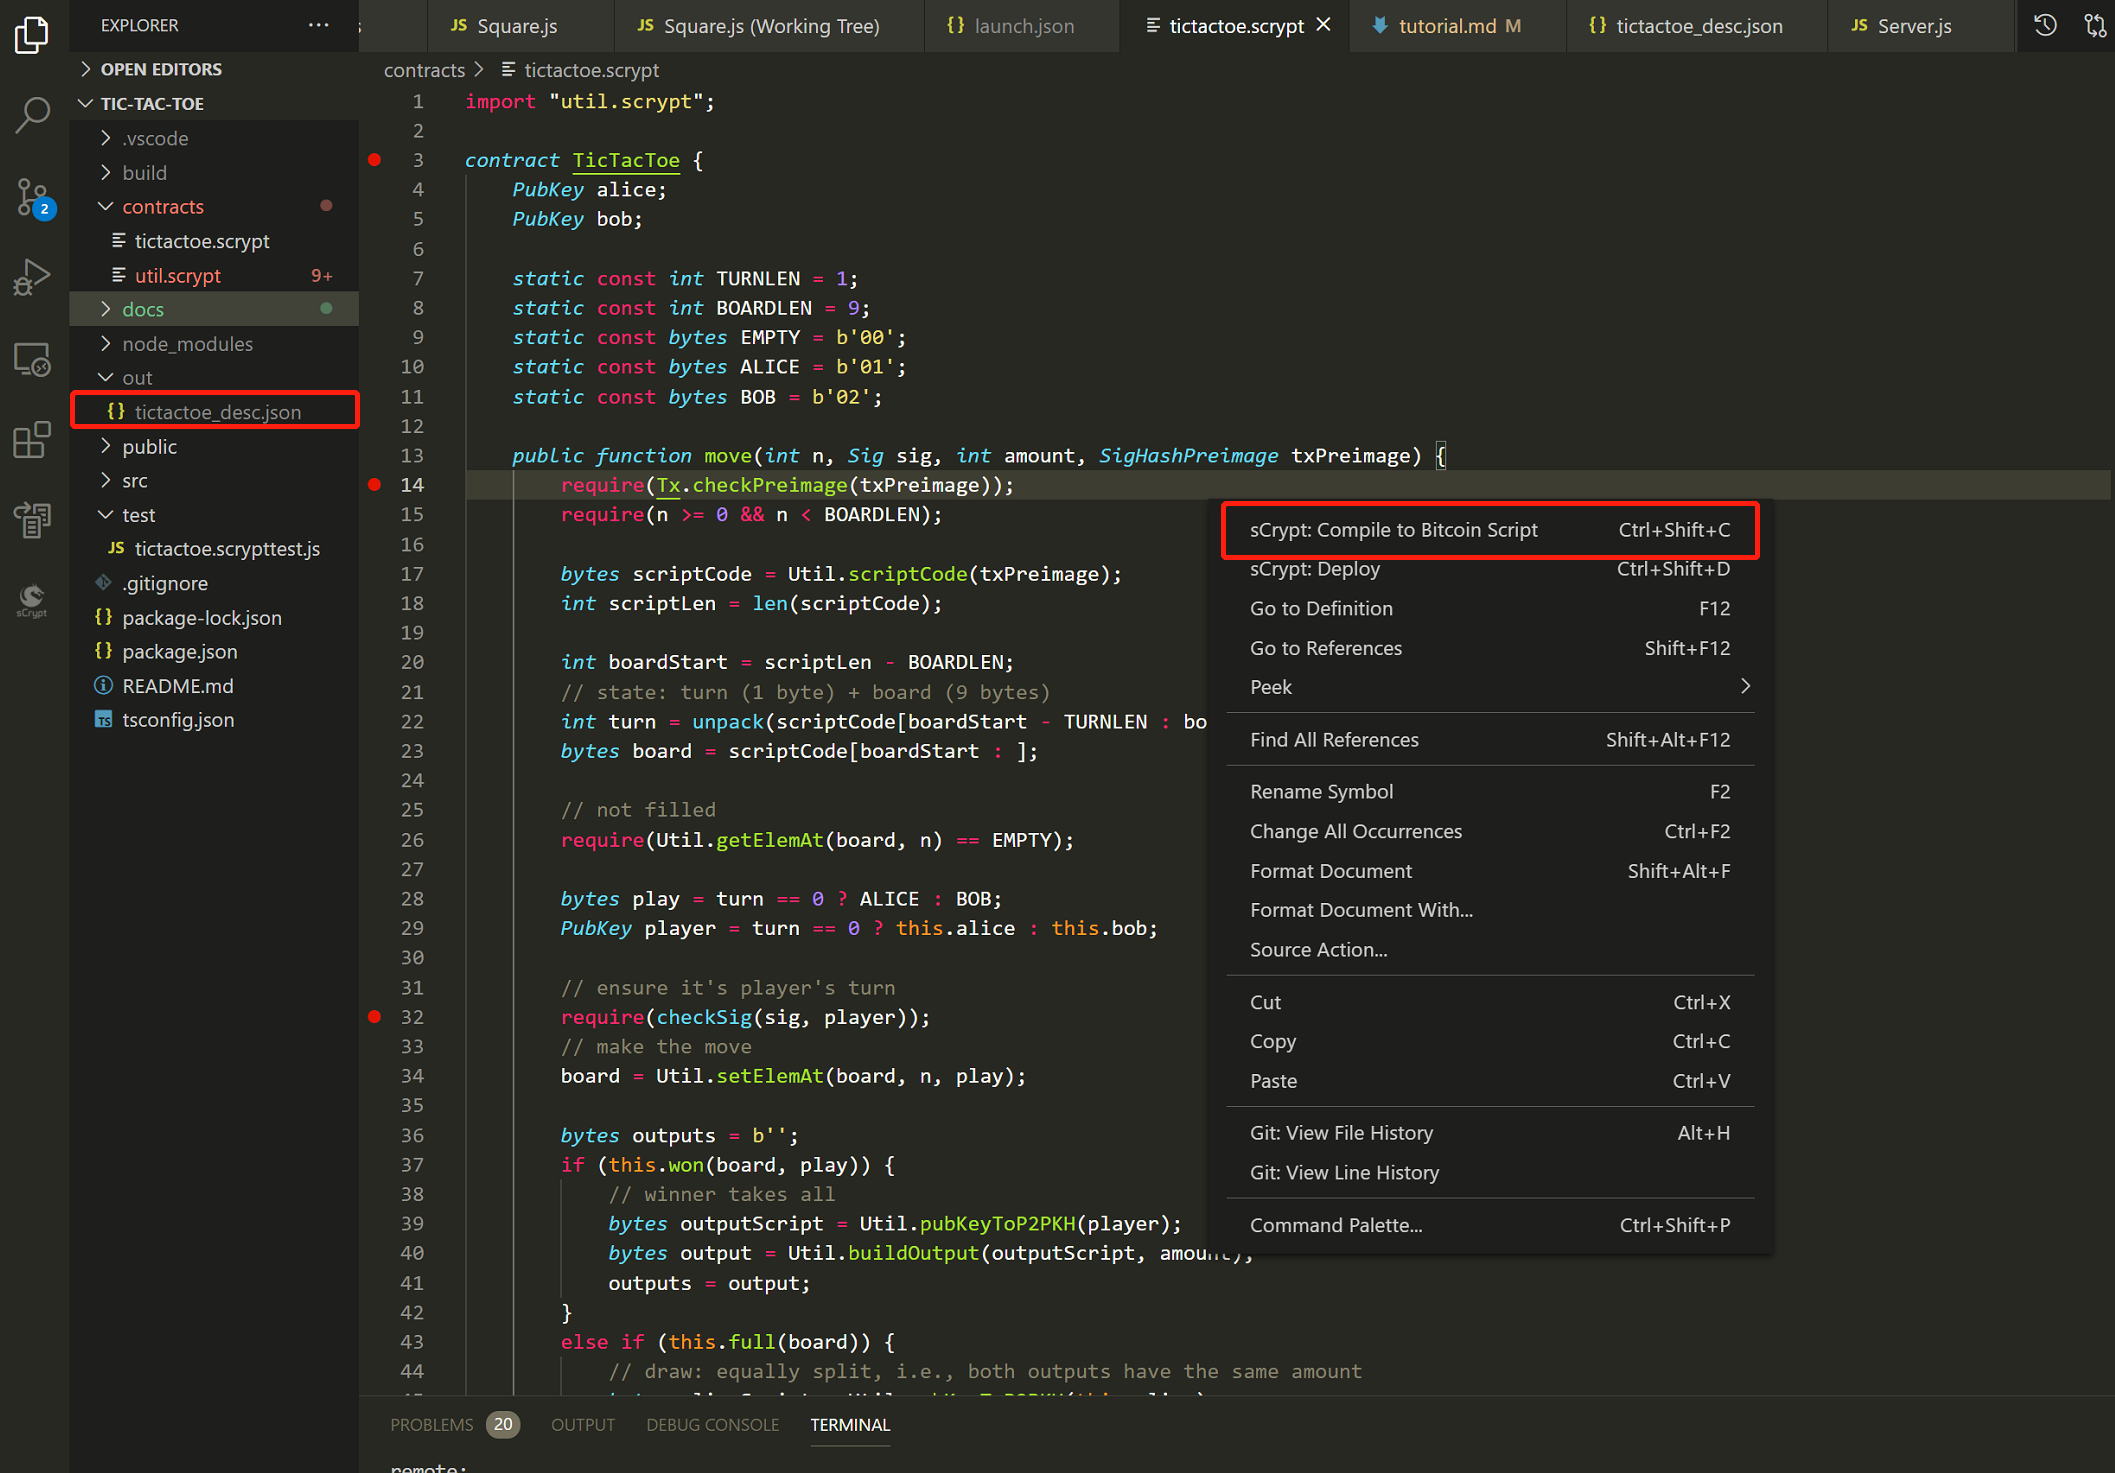 EXPLORER
···
OPEN EDITORS
TIC-TAC-TOE
.vscode
build
contracts
tictactoe.scrypt
util.scrypt 9+
docs
node_modules
out
{} tictactoe_desc.json
public
src
test
JS tictactoe.scrypttest.js
.gitignore
{} package-lock.json
{} package.json
README.md
TS tsconfig.json
2
sCrypt
JS Square.js
JS Square.js (Working Tree)
{} launch.json
tictactoe.scrypt
tutorial.md M
{} tictactoe_desc.json
JS Server.js
contracts > tictactoe.scrypt
1 import "util.scrypt";
2
3 contract TicTacToe {
4 PubKey alice;
5 PubKey bob;
6
7 static const int TURNLEN = 1;
8 static const int BOARDLEN = 9;
9 static const bytes EMPTY = b'00';
10 static const bytes ALICE = b'01';
11 static const bytes BOB = b'02';
12
13 public function move(int n, Sig sig, int amount, SigHashPreimage txPreimage) {
14 require(Tx.checkPreimage(txPreimage));
15 require(n >= 0 && n < BOARDLEN);
16
17 bytes scriptCode = Util.scriptCode(txPreimage);
18 int scriptLen = len(scriptCode);
19
20 int boardStart = scriptLen - BOARDLEN;
21 // state: turn (1 byte) + board (9 bytes)
22 int turn = unpack(scriptCode[boardStart - TURNLEN : bo
23 bytes board = scriptCode[boardStart : ];
24
25 // not filled
26 require(Util.getElemAt(board, n) == EMPTY);
27
28 bytes play = turn == 0 ? ALICE : BOB;
29 PubKey player = turn == 0 ? this.alice : this.bob;
30
31 // ensure it's player's turn
32 require(checkSig(sig, player));
33 // make the move
34 board = Util.setElemAt(board, n, play);
35
36 bytes outputs = b'';
37 if (this.won(board, play)) {
38 // winner takes all
39 bytes outputScript = Util.pubKeyToP2PKH(player);
40 bytes output = Util.buildOutput(outputScript, amount);
41 outputs = output;
42 }
43 else if (this.full(board)) {
44 // draw: equally split, i.e., both outputs have the same amount
sCrypt: Compile to Bitcoin Script Ctrl+Shift+C
sCrypt: Deploy Ctrl+Shift+D
Go to Definition F12
Go to References Shift+F12
Peek
Find All References Shift+Alt+F12
Rename Symbol F2
Change All Occurrences Ctrl+F2
Format Document Shift+Alt+F
Format Document With...
Source Action...
Cut Ctrl+X
Copy Ctrl+C
Paste Ctrl+V
Git: View File History Alt+H
Git: View Line History
Command Palette... Ctrl+Shift+P
PROBLEMS 20 OUTPUT DEBUG CONSOLE TERMINAL
remote: